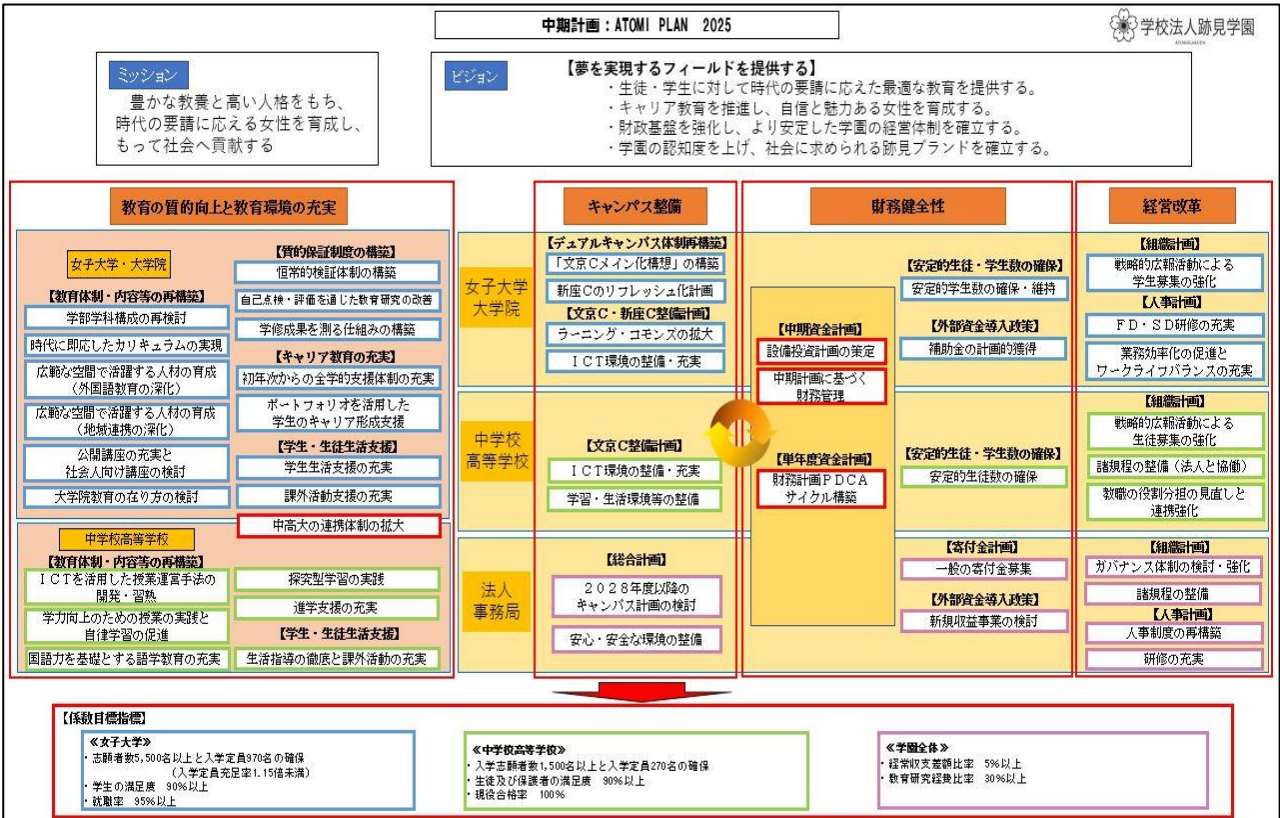 中期計画：ATOMI PLAN 2025
学校法人跡見学園
ATOMIGAKUEN
ミッション
豊かな教養と高い人格をもち、
時代の要請に応える女性を育成し、
もって社会へ貢献する
ビジョン
【夢を実現するフィールドを提供する】
・生徒・学生に対して時代の要請に応えた最適な教育を提供する。
・キャリア教育を推進し、自信と魅力ある女性を育成する。
・財政基盤を強化し、より安定した学園の経営体制を確立する。
・学園の認知度を上げ、社会に求められる跡見ブランドを確立する。
教育の質的向上と教育環境の充実
女子大学・大学院
【教育体制・内容等の再構築】
学部学科構成の再検討
時代に即応したカリキュラムの実現
広範な空間で活躍する人材の育成
（外国語教育の深化）
広範な空間で活躍する人材の育成
（地域連携の深化）
公開講座の充実と
社会人向け講座の検討
大学院教育の在り方の検討
【質的保証制度の構築】
恒常的検証体制の構築
自己点検・評価を通じた教育研究の改善
学修成果を測る仕組みの構築
【キャリア教育の充実】
初年次からの全学的支援体制の充実
ポートフォリオを活用した
学生のキャリア形成支援
【学生・生徒生活支援】
学生生活支援の充実
課外活動支援の充実
中高大の連携体制の拡大
中学校高等学校
【教育体制・内容等の再構築】
ＩＣＴを活用した授業運営手法の
開発・習熟
学力向上のための授業の実践と
自律学習の促進
国語力を基礎とする語学教育の充実
探究型学習の実践
進学支援の充実
【学生・生徒生活支援】
生活指導の徹底と課外活動の充実
キャンパス整備
女子大学
大学院
【デュアルキャンパス体制再構築】
「文京Ｃメイン化構想」の構築
新座Ｃのリフレッシュ化計画
【文京Ｃ・新座Ｃ整備計画】
ラーニング・コモンズの拡大
ＩＣＴ環境の整備・充実
中学校
高等学校
【文京Ｃ整備計画】
ＩＣＴ環境の整備・充実
学習・生活環境等の整備
法人
事務局
【総合計画】
２０２８年度以降の
キャンパス計画の検討
安心・安全な環境の整備
財務健全性
【中期資金計画】
設備投資計画の策定
中期計画に基づく
財務管理
【単年度資金計画】
財務計画ＰＤＣＡ
サイクル構築
【安定的生徒・学生数の確保】
安定的学生数の確保・維持
【外部資金導入政策】
補助金の計画的獲得
【安定的生徒・学生数の確保】
安定的生徒数の確保
【寄付金計画】
一般の寄付金募集
【外部資金導入政策】
新規収益事業の検討
経営改革
【組織計画】
戦略的広報活動による
学生募集の強化
【人事計画】
ＦＤ・ＳＤ研修の充実
業務効率化の促進と
ワークライフバランスの充実
【組織計画】
戦略的広報活動による
生徒募集の強化
諸規程の整備（法人と協働）
教職の役割分担の見直しと
連携強化
【組織計画】
ガバナンス体制の検討・強化
諸規程の整備
【人事計画】
人事制度の再構築
研修の充実
【係数目標指標】
≪女子大学≫
・志願者数5,500名以上と入学定員970名の確保
（入学定員充足率1.15倍未満）
・学生の満足度 90%以上
・就職率 95%以上
≪中学校高等学校≫
・入学志願者数1,500名以上と入学定員270名の確保
・生徒及び保護者の満足度 90%以上
・現役合格率 100%
≪学園全体≫
・経常収支差額比率 5%以上
・教育研究経費比率 30%以上